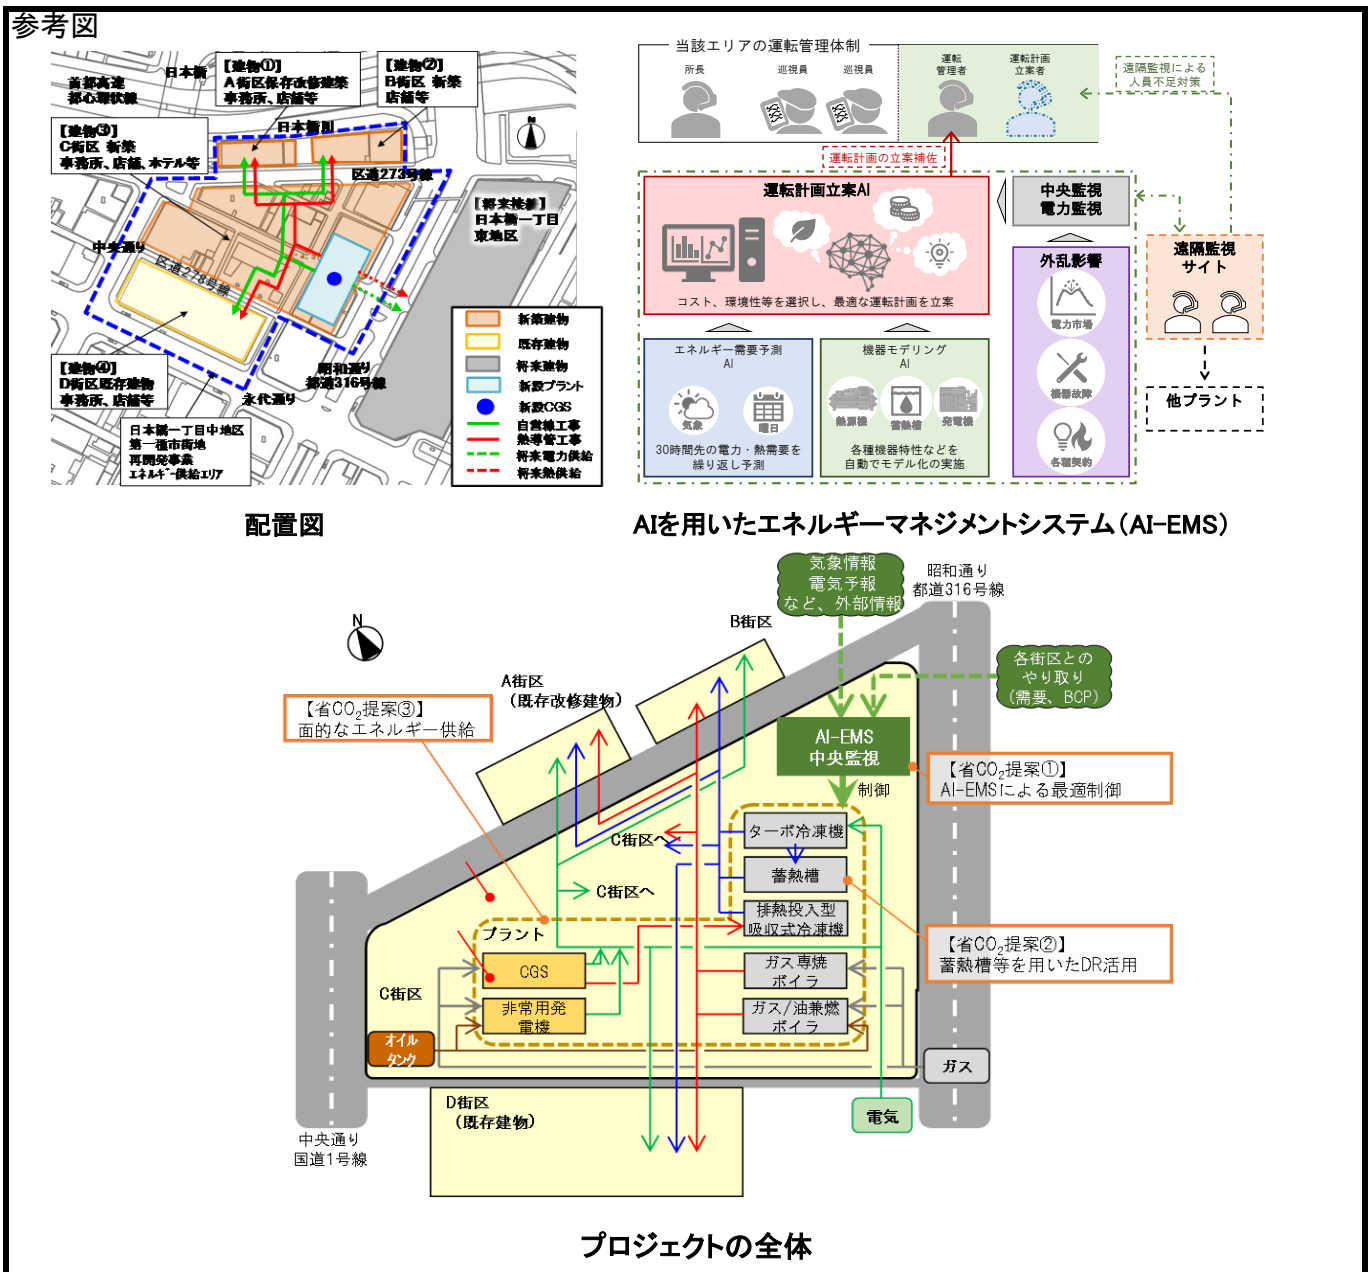 参考図
首都高速
都心環状線
日本橋
[建物①]
A街区保存改修建築
事務所、店舗等
[建物②]
B街区 新築
店舗等
[建物③]
C街区 新築
事務所、店舗、ホテル等
日本橋川
N
区道273号線
[将来接続]
日本橋一丁目
東地区
中央通り
区道278号線
[建物④]
D街区既存建物
事務所、店舗等
昭和通り
都道316号線
永代通り
日本橋一丁目中地区
第一種市街地
再開発事業
エネルギー供給エリア
新築建物
既存建物
将来建物
新設プラント
新設CGS
自営線工事
熱導管工事
将来電力供給
将来熱供給
配置図
当該エリアの運転管理体制
所長
巡視員
巡視員
運転
管理者
運転計画
立案者
遠隔監視による
人員不足対策
運転計画の立案補佐
運転計画立案AI
コスト、環境性等を選択し、最適な運転計画を立案
中央監視
電力監視
外乱影響
電力市場
機器故障
各種契約
遠隔監視
サイト
他プラント
エネルギー需要予測
AI
気象
曜日
30時間先の電力・熱需要を
繰り返し予測
機器モデリング
AI
熱源機
蓄熱槽
発電機
各種機器特性などを
自動でモデル化の実施
AIを用いたエネルギーマネジメントシステム(AI-EMS)
気象情報
電気予報
など、外部情報
昭和通り
都道316号線
N
B街区
各街区との
やり取り
(需要、BCP)
A街区
(既存改修建物)
【省CO₂提案③】
面的なエネルギー供給
AI-EMS
中央監視
【省CO₂提案①】
AI-EMSによる最適制御
制御
ターボ冷凍機
C街区へ
蓄熱槽
C街区へ
排熱投入型
吸収式冷凍機
プラント
【省CO₂提案②】
蓄熱槽等を用いたDR活用
CGS
ガス専焼
ボイラ
C街区
非常用発
電機
ガス/油兼燃
ボイラ
オイル
タンク
ガス
電気
D街区
(既存建物)
中央通り
国道1号線
プロジェクトの全体